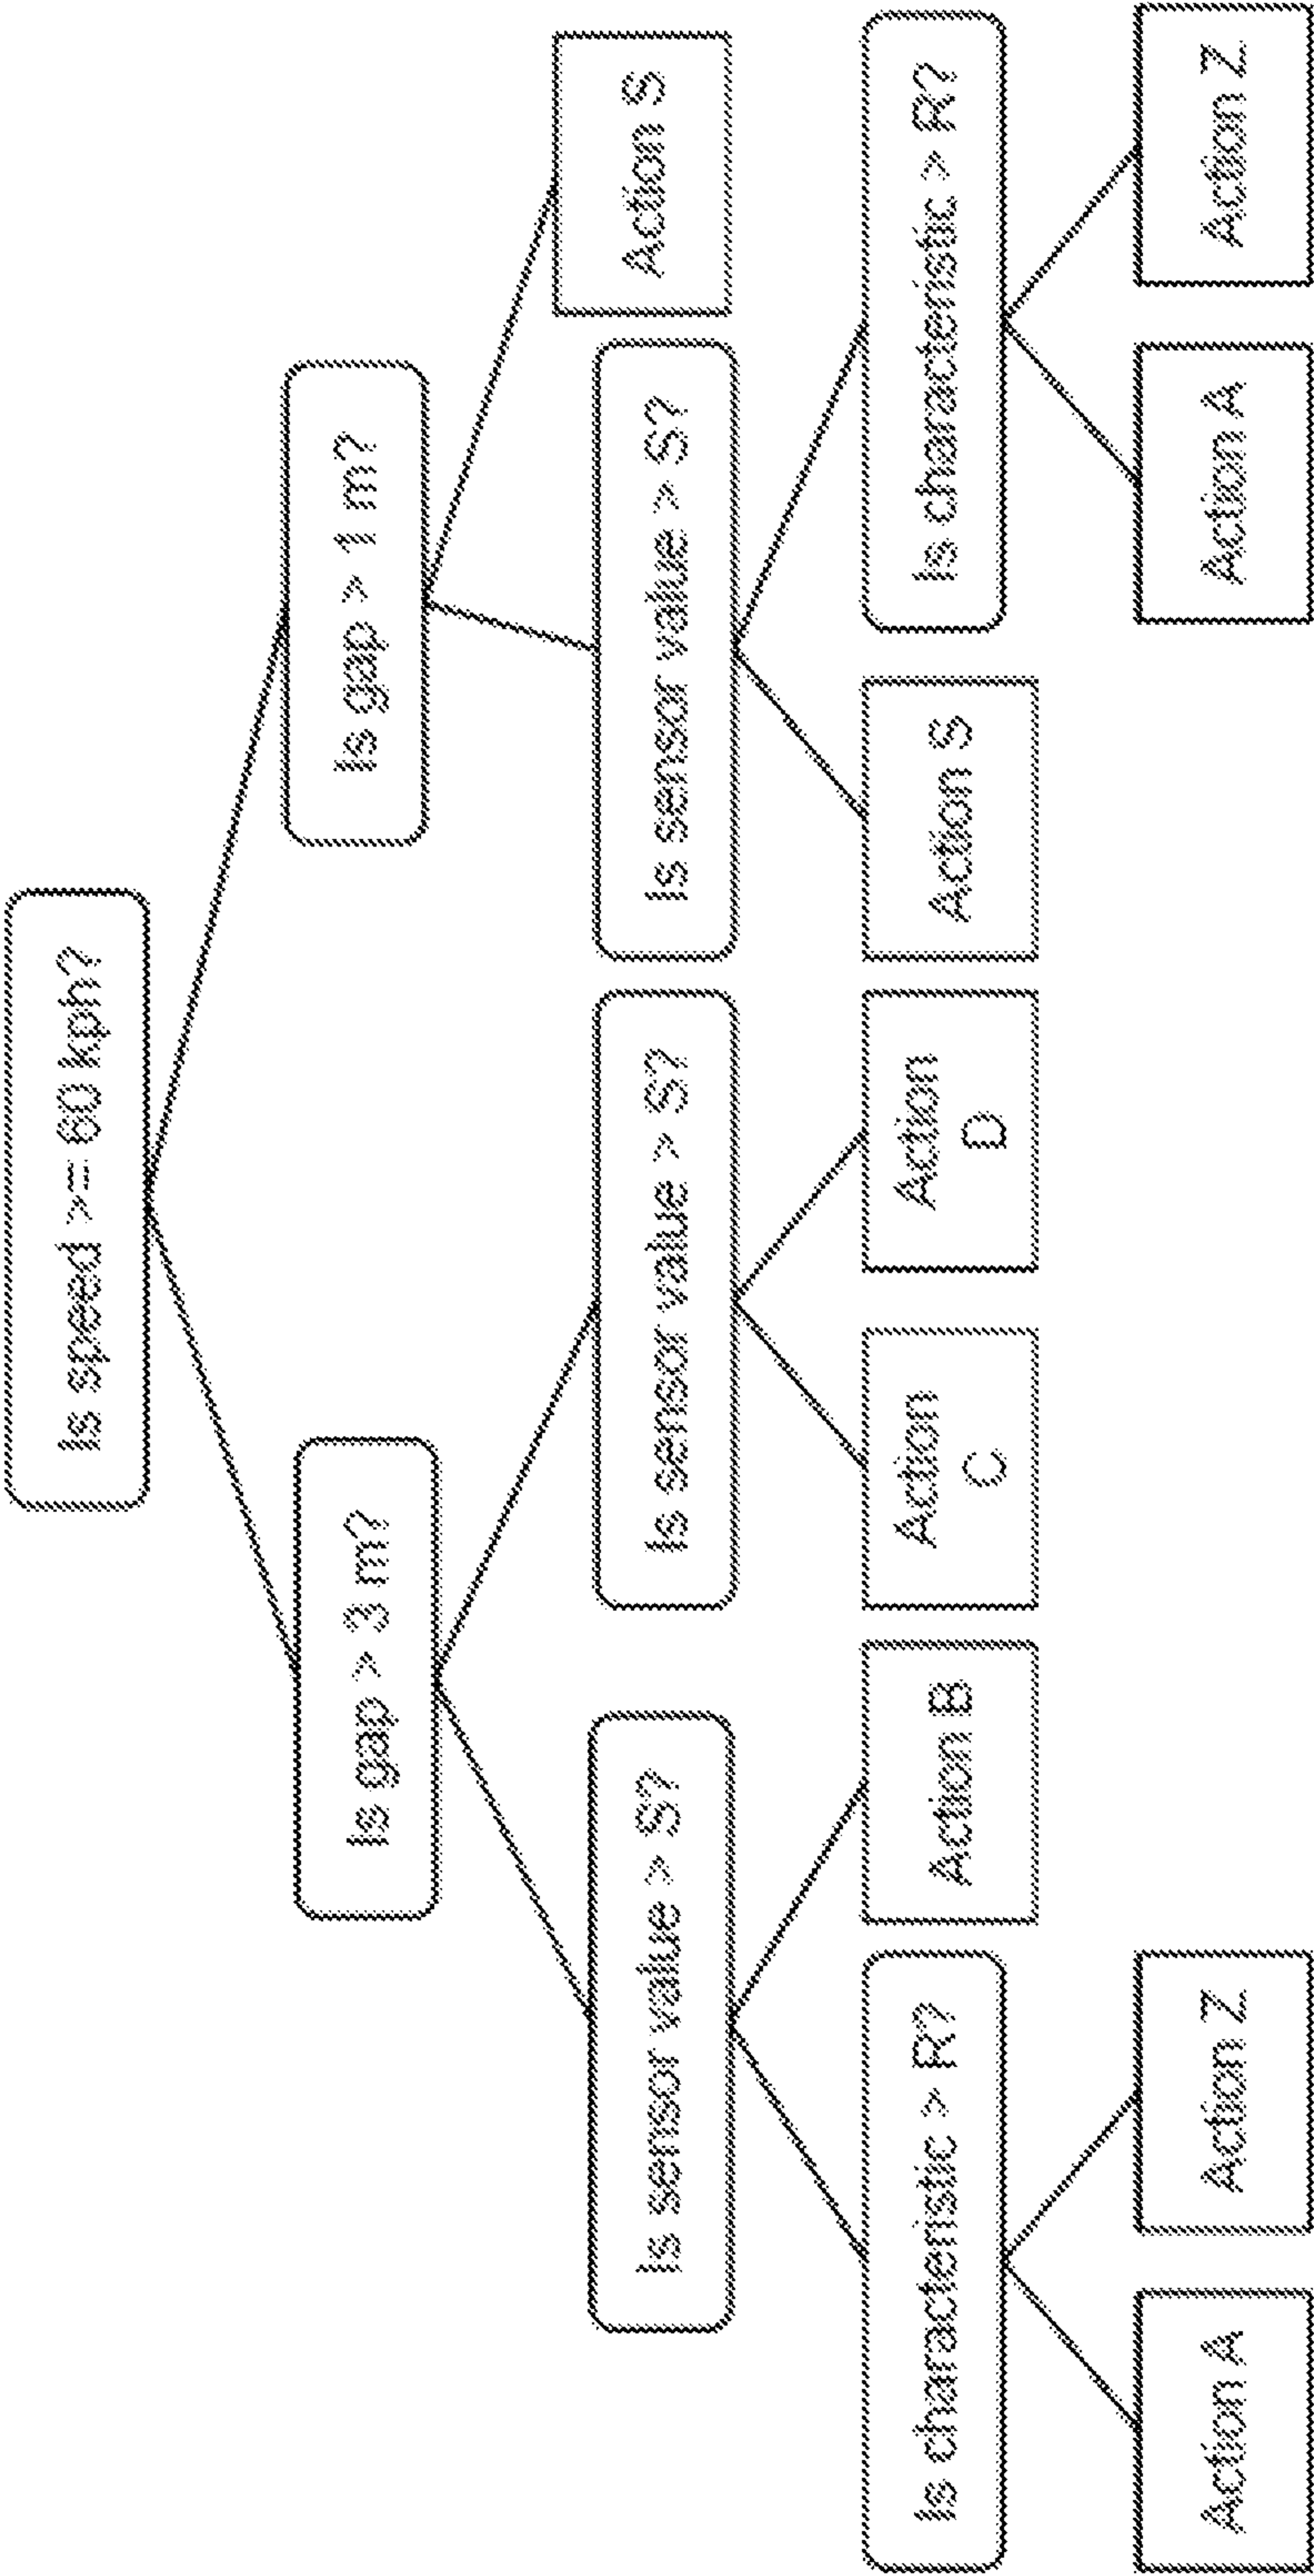 Is speed >= 60 kph?
Is gap > 3 m?
Is gap > 1 m?
Is sensor value > S?
Is sensor value > S?
Is sensor value > S?
Action S
Is characteristic > R?
Action B
Action
C
Action
D
Action S
Is characteristic > R?
Action A
Action Z
Action A
Action Z